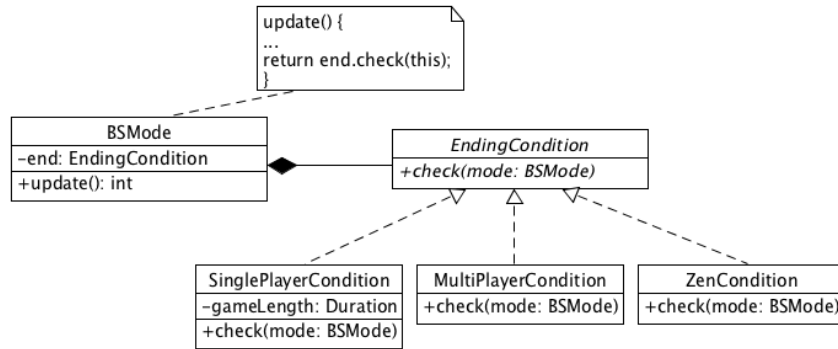 update() {
...
return end.check(this);
}
BSMode
-end: EndingCondition
+update(): int
EndingCondition
+check(mode: BSMode)
SinglePlayerCondition
-gameLength: Duration
+check(mode: BSMode)
MultiPlayerCondition
+check(mode: BSMode)
ZenCondition
+check(mode: BSMode)